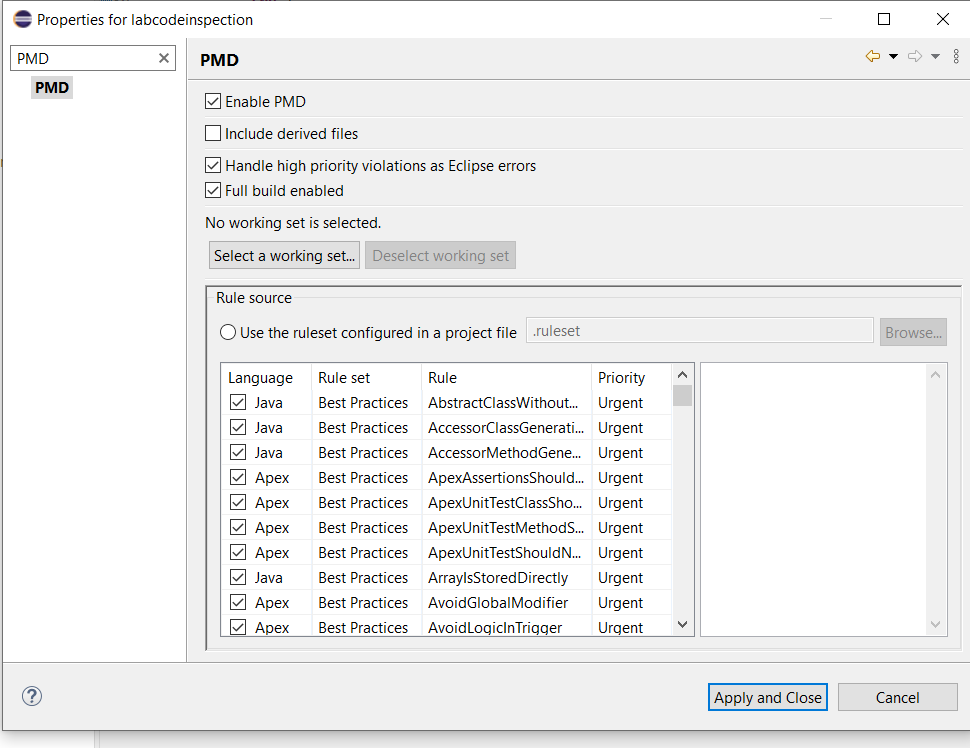 Properties for labcodeinspection
PMD
PMD
PMD
Enable PMD
Include derived files
Handle high priority violations as Eclipse errors
Full build enabled
No working set is selected.
Select a working set... Deselect working set
Rule source
Use the ruleset configured in a project file .ruleset Browse...
Language Rule set Rule Priority
Java Best Practices AbstractClassWithout... Urgent
Java Best Practices AccessorClassGenerati... Urgent
Java Best Practices AccessorMethodGene... Urgent
Apex Best Practices ApexAssertionsShould... Urgent
Apex Best Practices ApexUnitTestClassSho... Urgent
Apex Best Practices ApexUnitTestMethodS... Urgent
Apex Best Practices ApexUnitTestShouldN... Urgent
Java Best Practices ArrayIsStoredDirectly Urgent
Apex Best Practices AvoidGlobalModifier Urgent
Apex Best Practices AvoidLogicInTrigger Urgent
? Apply and Close Cancel